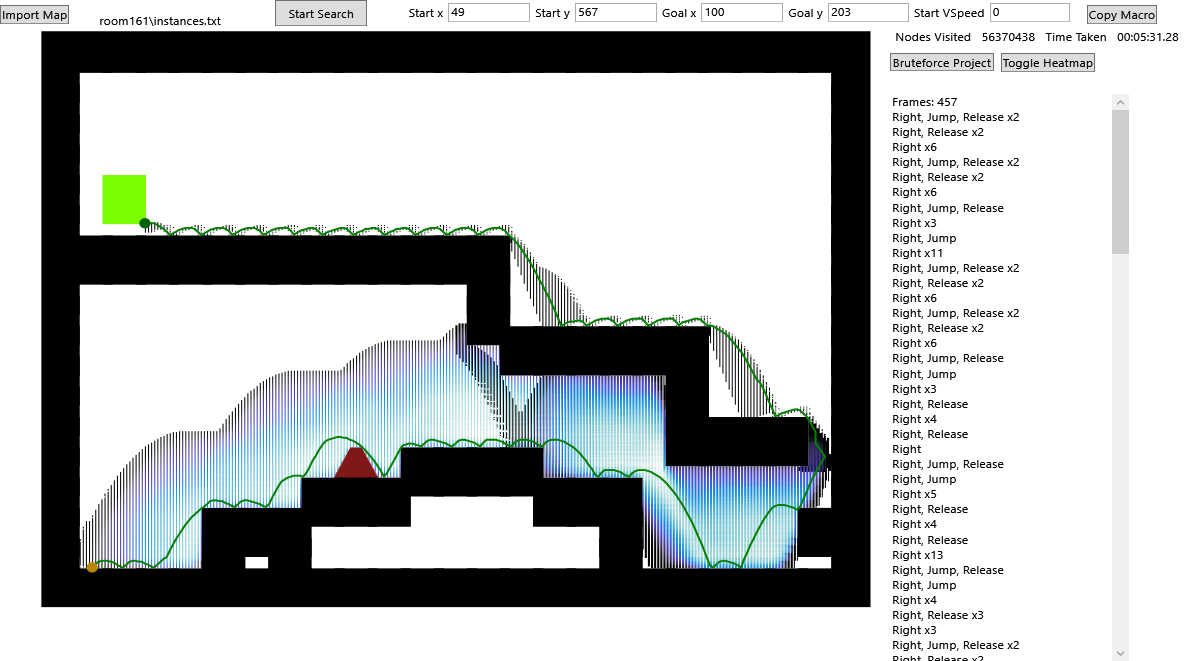 Import Map
room161\instances.txt
Start Search
Start x 49 Start y 567 Goal x 100 Goal y 203 Start VSpeed 0
Copy Macro
Nodes Visited 56370438 Time Taken 00:05:31.28
Bruteforce Project Toggle Heatmap
Frames: 457
Right, Jump, Release x2
Right, Release x2
Right x6
Right, Jump, Release x2
Right, Release x2
Right x6
Right, Jump, Release
Right x3
Right, Jump
Right x11
Right, Jump, Release x2
Right, Release x2
Right x6
Right, Jump, Release x2
Right, Release x2
Right x6
Right, Jump, Release
Right, Jump
Right x3
Right, Release
Right x4
Right, Release
Right
Right, Jump, Release
Right, Jump
Right x5
Right, Release
Right x4
Right, Release
Right x13
Right, Jump, Release
Right, Jump
Right x4
Right, Release x3
Right x3
Right, Jump, Release x2
Right, Release x2